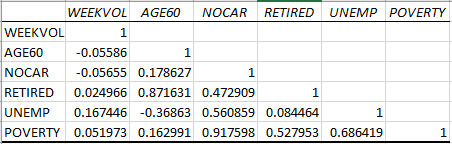 WEEKVOL AGE60 NOCAR RETIRED UNEMP POVERTY
WEEKVOL 1
AGE60 -0.05586 1
NOCAR -0.05655 0.178627 1
RETIRED 0.024966 0.871631 0.472909 1
UNEMP 0.167446 -0.36863 0.560859 0.084464 1
POVERTY 0.051973 0.162991 0.917598 0.527953 0.686419 1